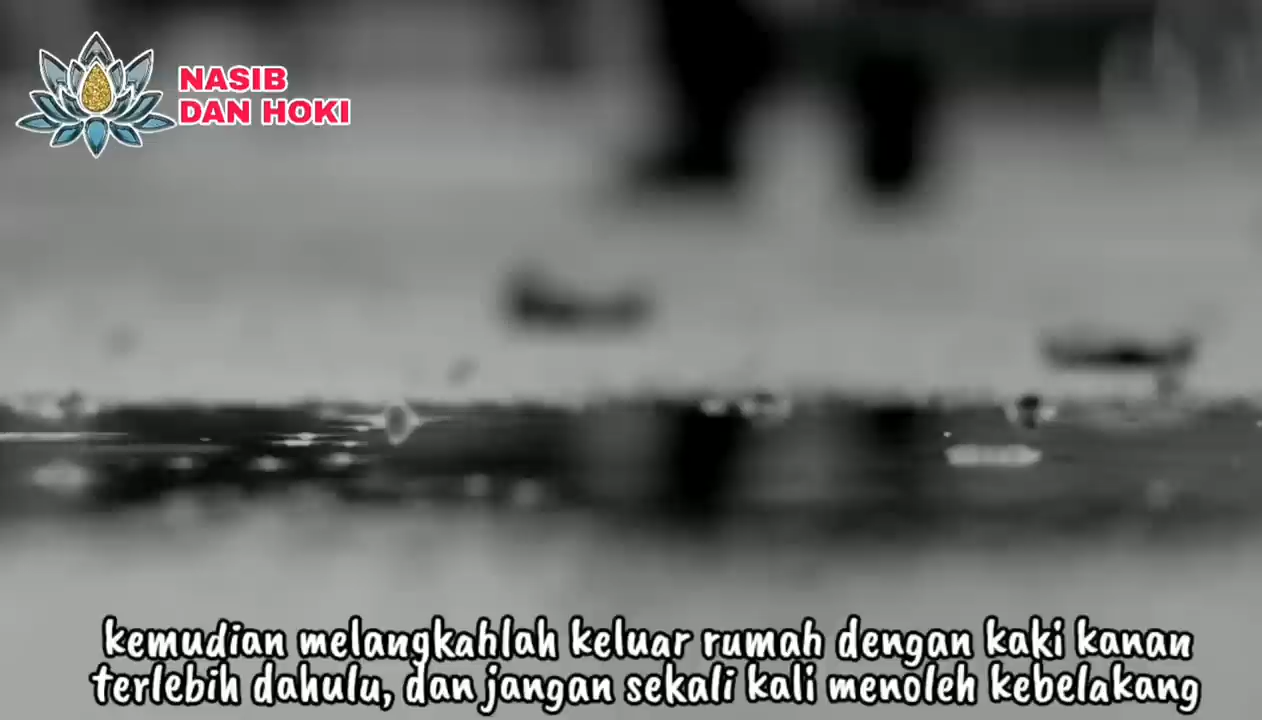 NASIB
DAN HOKI
kemudian melangkahlah keluar rumah dengan kaki kanan
terlebih dahulu, dan jangan sekali kali menoleh kebelakang